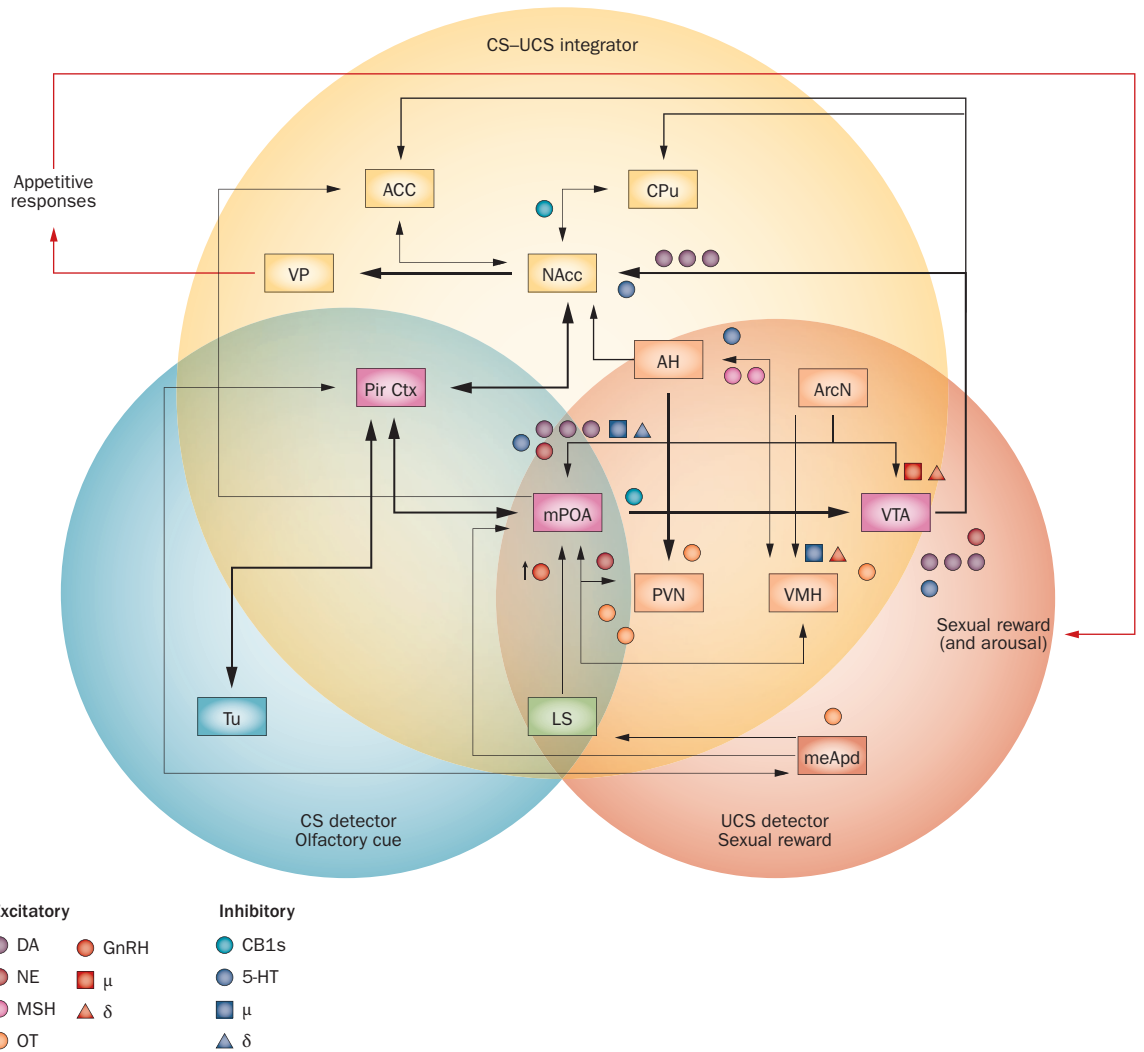 CS–UCS integrator
Appetitive
responses
ACC
CPu
VP
NAcc
AH
Pir Ctx
ArcN
mPOA
VTA
PVN
VMH
Sexual reward
(and arousal)
Tu
LS
meApd
CS detector
Olfactory cue
UCS detector
Sexual reward
xcitatory
Inhibitory
DA
GnRH
CB1s
NE
μ
5-HT
MSH
δ
μ
OT
δ